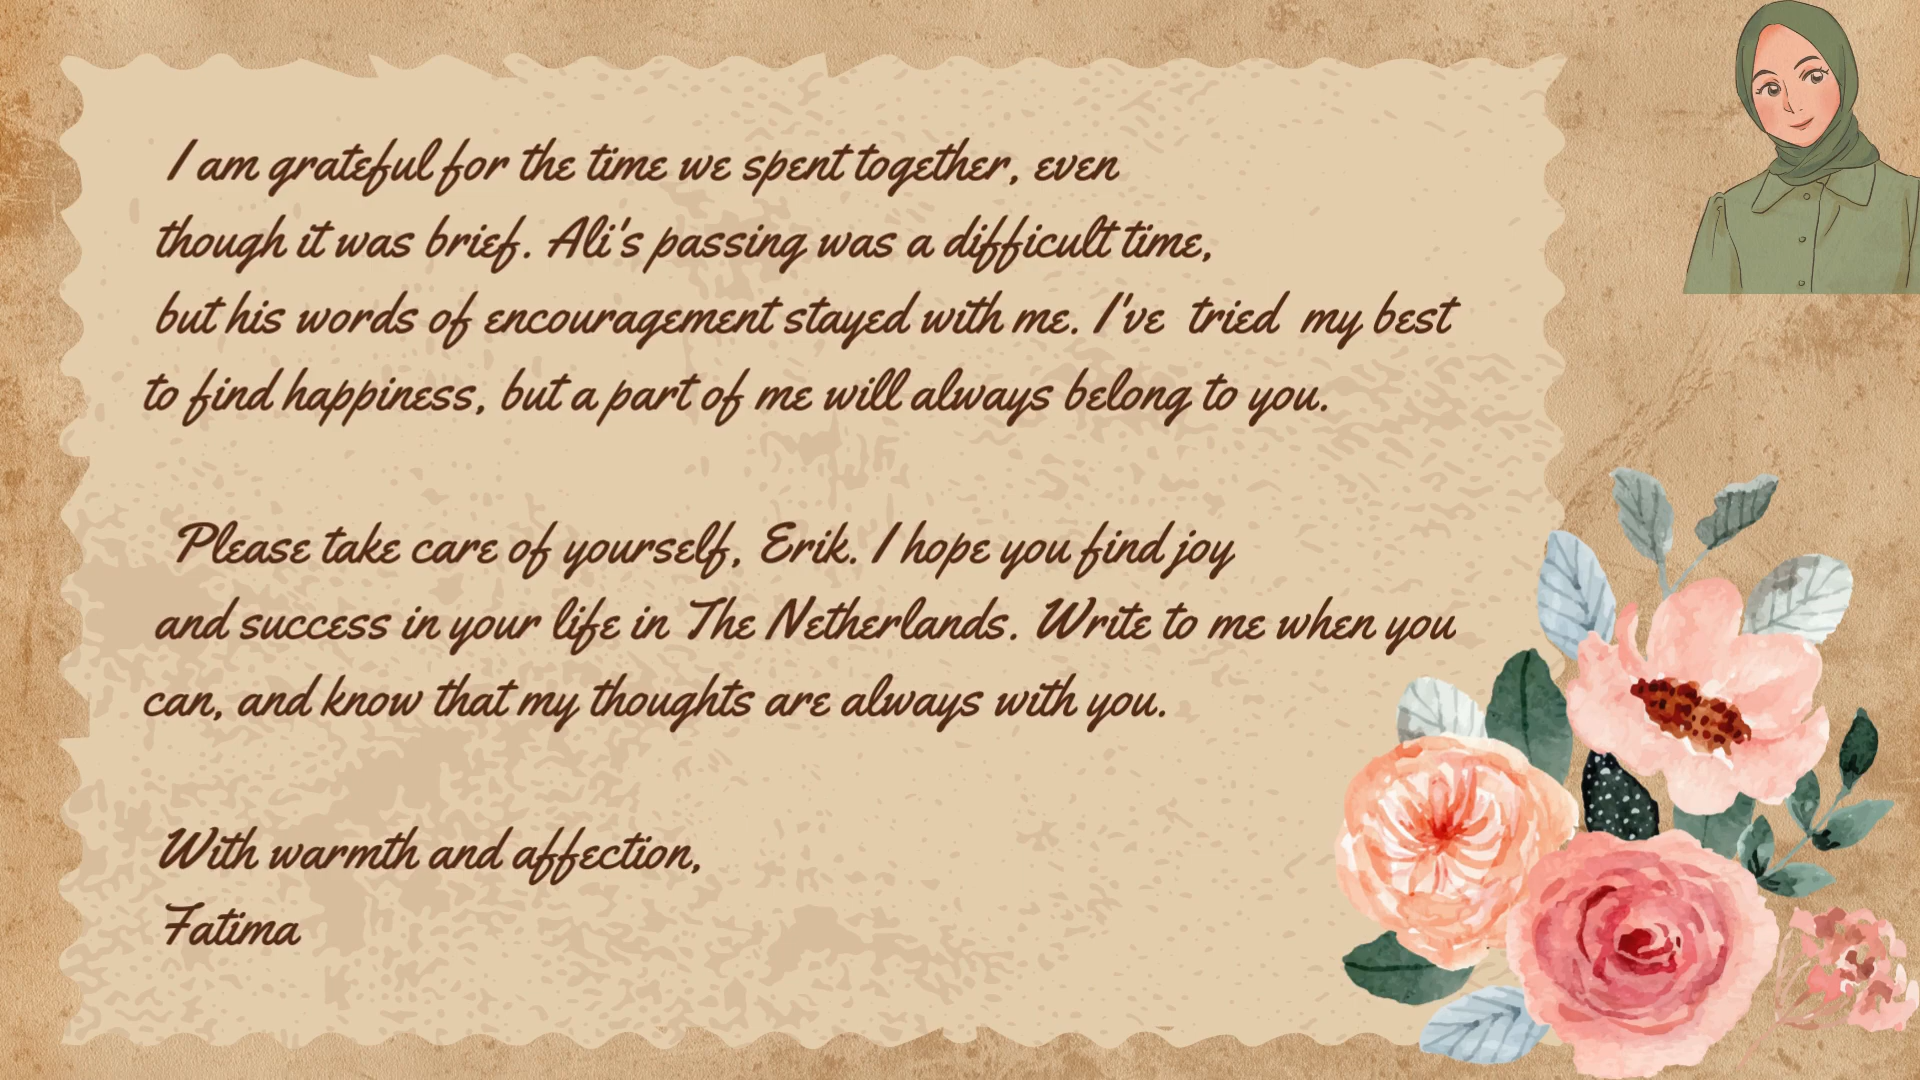 I am grateful for the time we spent together, even
though it was brief. Ali's passing was a difficult time,
but his words of encouragement stayed with me. I've tried my best
to find happiness, but a part of me will always belong to you.
Please take care of yourself, Erik. I hope you find joy
and success in your life in The Netherlands. Write to me when you
can, and know that my thoughts are always with you.
With warmth and affection,
Fatima